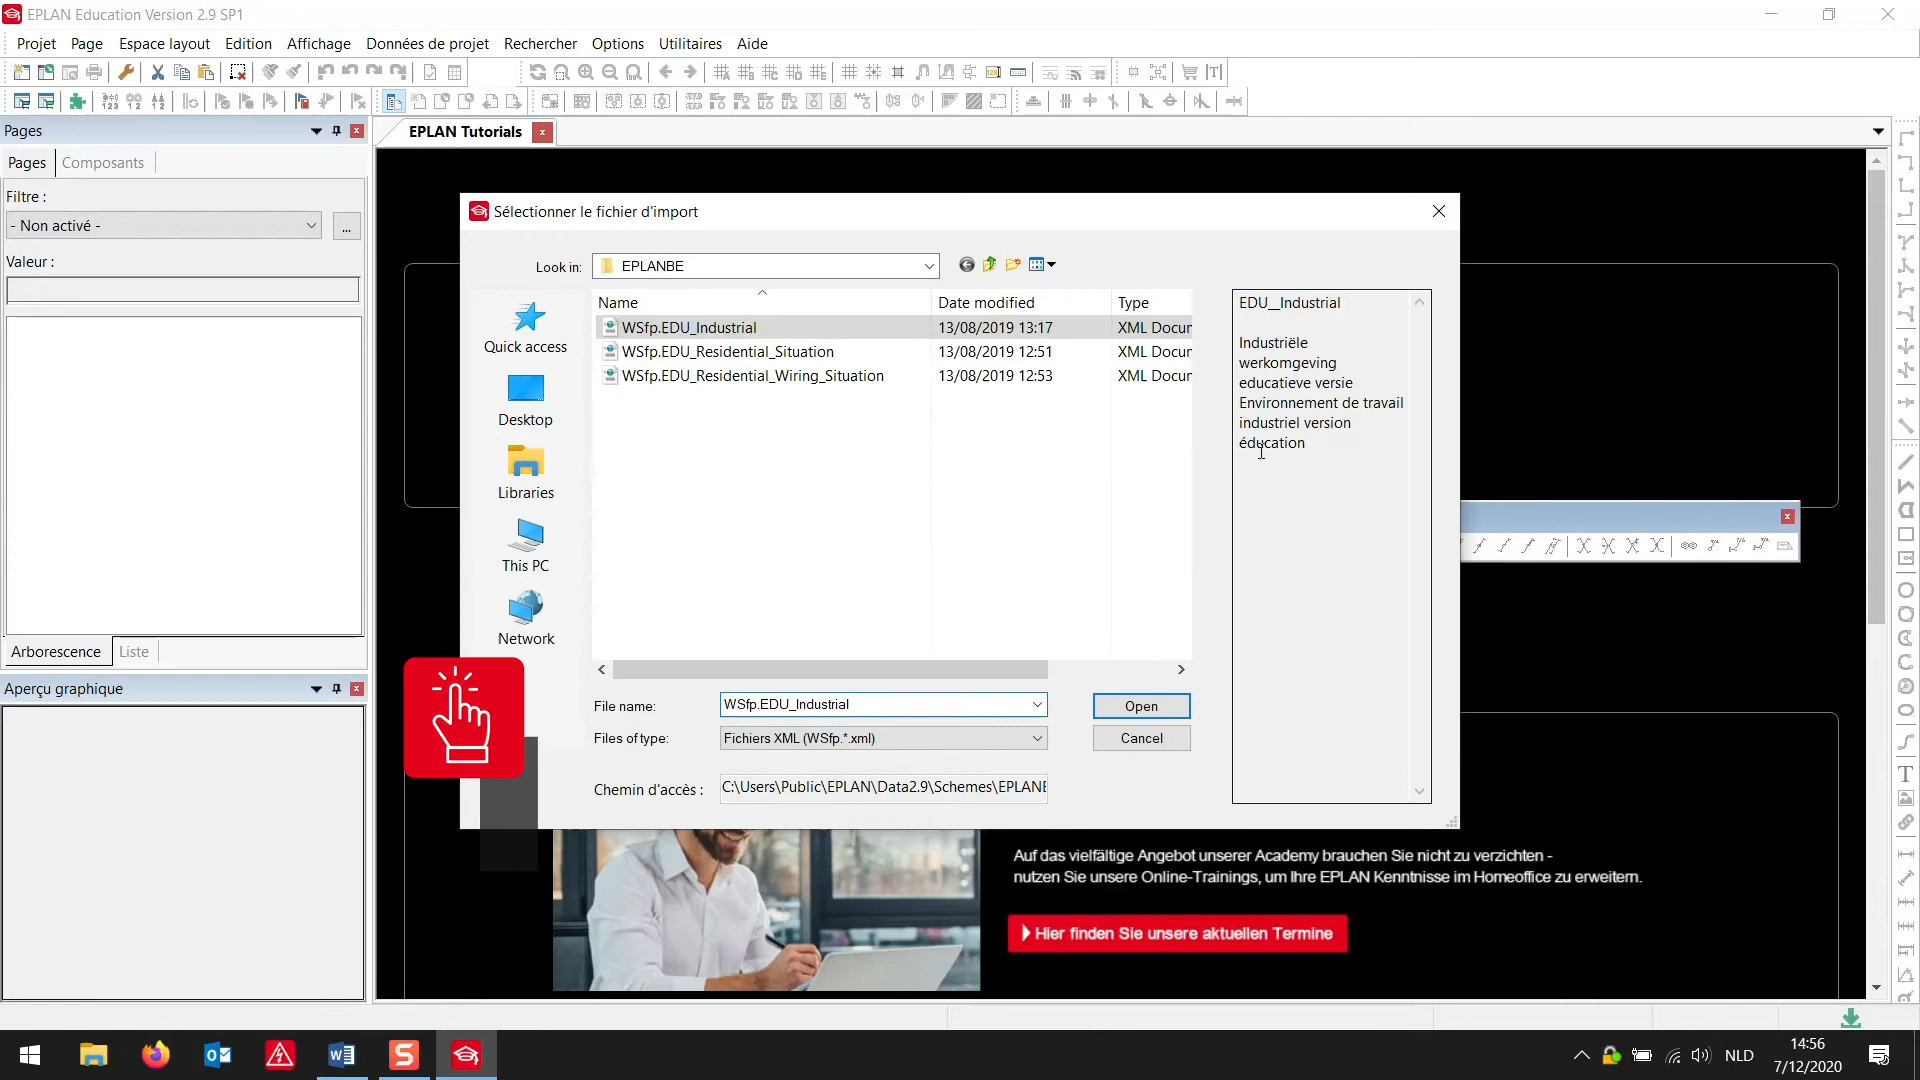 EPLAN Education Version 2.9 SP1
Projet Page Espace layout Edition Affichage Données de projet Rechercher Options Utilitaires Aide
Pages
EPLAN Tutorials
Pages Composants
Filtre :
- Non activé -
...
Valeur :
Sélectionner le fichier d'import
Look in: EPLANBE
Name Date modified Type
WSfp.EDU_Industrial 13/08/2019 13:17 XML Docum
WSfp.EDU_Residential_Situation 13/08/2019 12:51 XML Docum
WSfp.EDU_Residential_Wiring_Situation 13/08/2019 12:53 XML Docum
Quick access
Desktop
Libraries
This PC
Network
EDU__Industrial
Industriële
werkomgeving
educatieve versie
Environnement de travail
industriel version
éducation
Arborescence Liste
Aperçu graphique
File name: WSfp.EDU_Industrial Open
Files of type: Fichiers XML (WSfp.*.xml) Cancel
Chemin d'accès : C:\Users\Public\EPLAN\Data2.9\Schemes\EPLANE
Auf das vielfältige Angebot unserer Academy brauchen Sie nicht zu verzichten -
nutzen Sie unsere Online-Trainings, um Ihre EPLAN Kenntnisse im Homeoffice zu erweitern.
Hier finden Sie unsere aktuellen Termine
NLD
14:56
7/12/2020